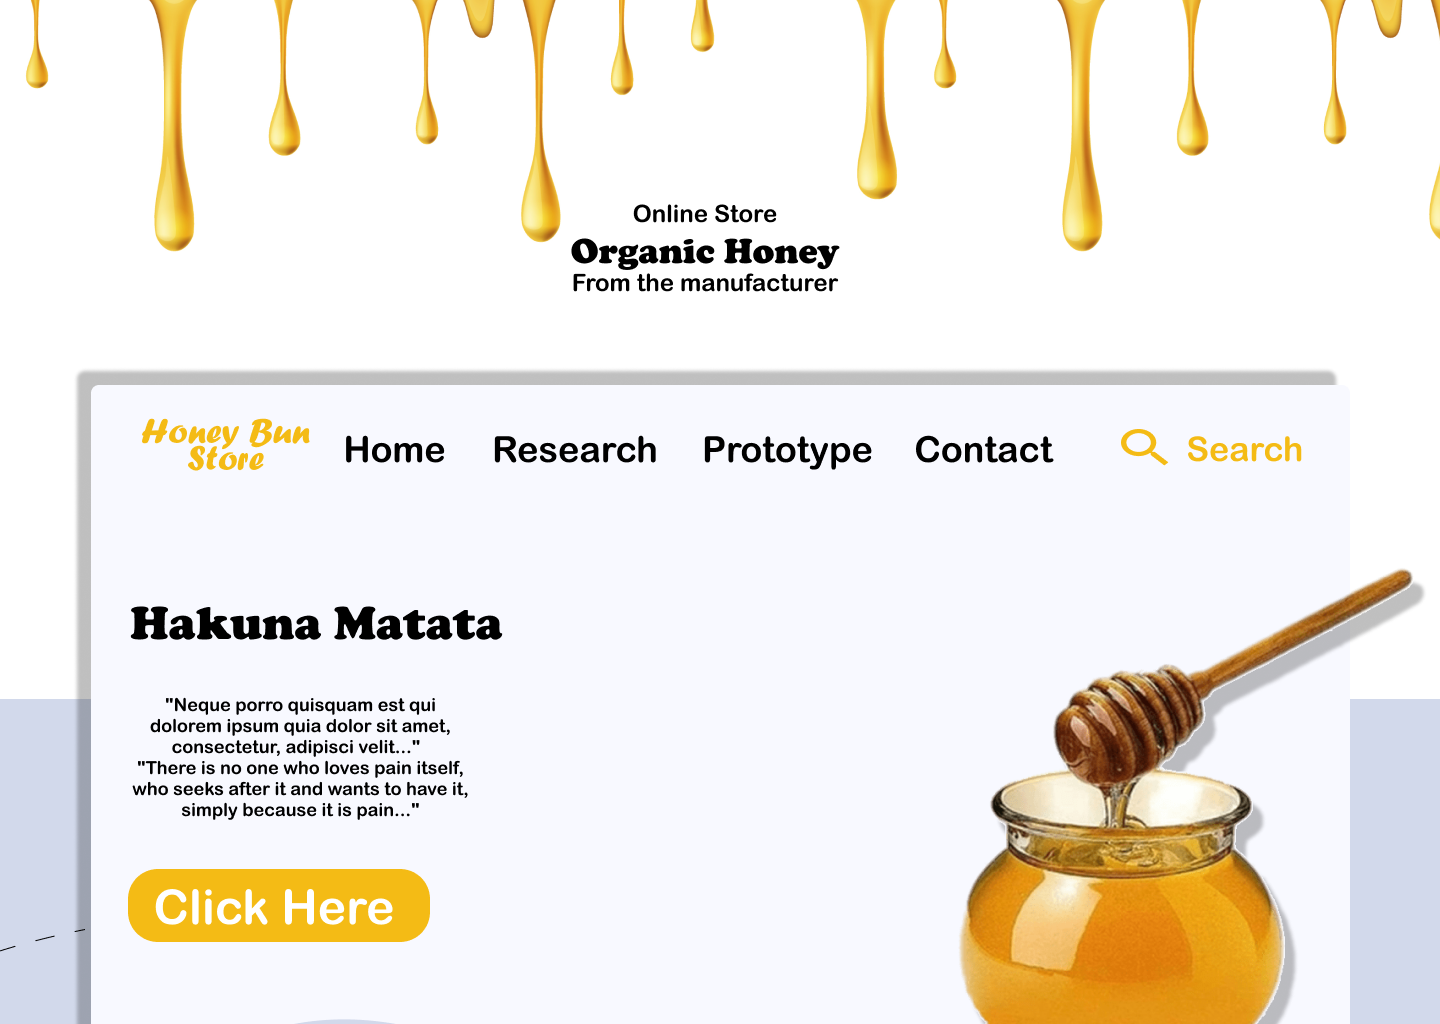 Online Store
Organic Honey
From the manufacturer
Honey Bun
Store
Home Research Prototype Contact Search
Hakuna Matata
"Neque porro quisquam est qui
dolorem ipsum quia dolor sit amet,
consectetur, adipisci velit..."
"There is no one who loves pain itself,
who seeks after it and wants to have it,
simply because it is pain..."
Click Here